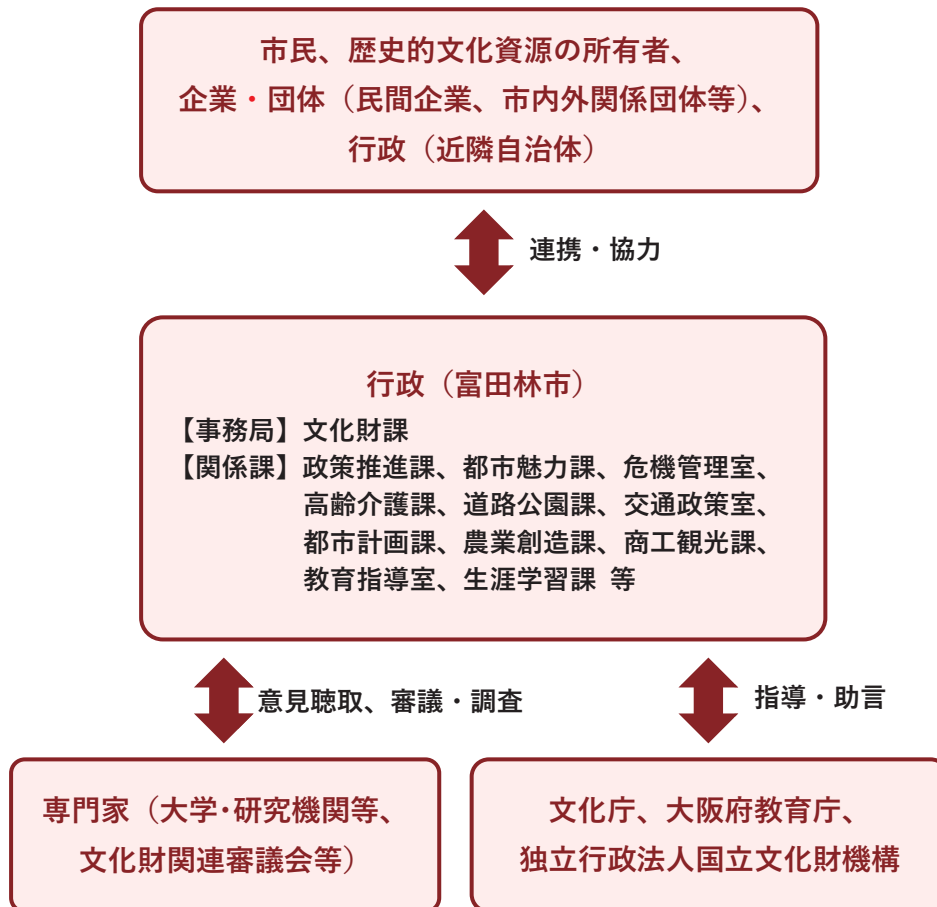 市民、歴史的文化資源の所有者、
企業・団体（民間企業、市内外関係団体等）、
行政（近隣自治体）
連携・協力
行政（富田林市）
【事務局】文化財課
【関係課】政策推進課、都市魅力課、危機管理室、
高齢介護課、道路公園課、交通政策室、
都市計画課、農業創造課、商工観光課、
教育指導室、生涯学習課 等
意見聴取、審議・調査
指導・助言
専門家（大学・研究機関等、
文化財関連審議会等）
文化庁、大阪府教育庁、
独立行政法人国立文化財機構